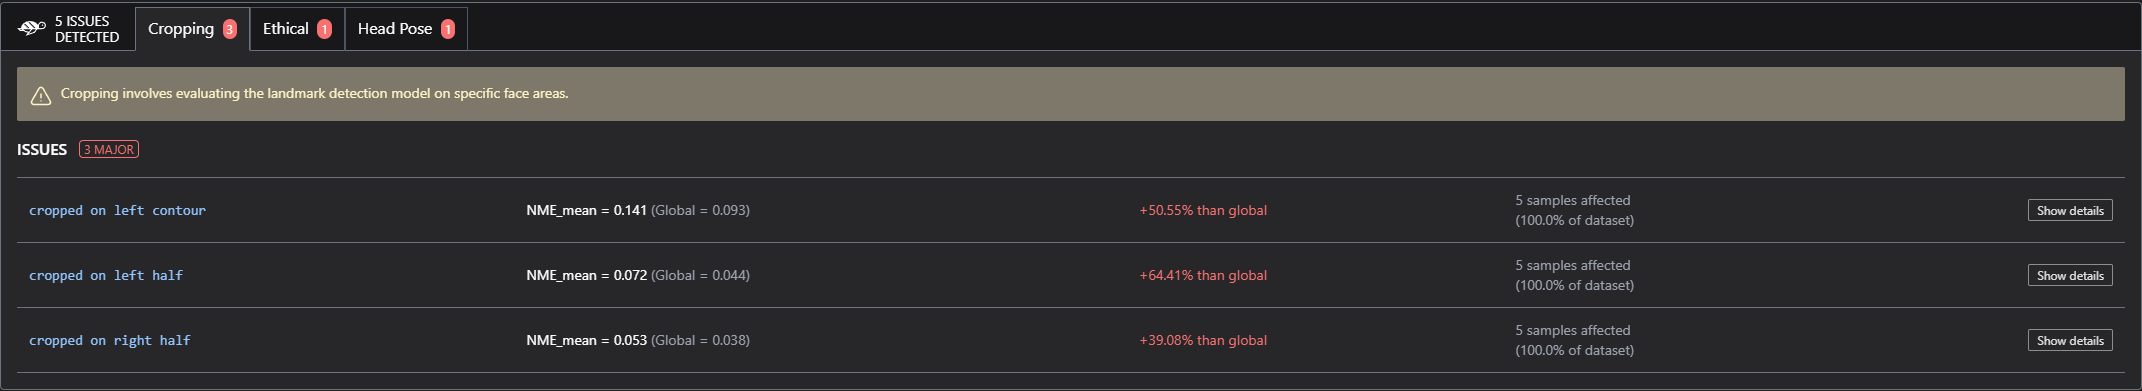 5 ISSUES
DETECTED
Cropping 3
Ethical 1
Head Pose 1
Cropping involves evaluating the landmark detection model on specific face areas.
ISSUES 3 MAJOR
cropped on left contour NME_mean = 0.141 (Global = 0.093) +50.55% than global 5 samples affected (100.0% of dataset) Show details
cropped on left half NME_mean = 0.072 (Global = 0.044) +64.41% than global 5 samples affected (100.0% of dataset) Show details
cropped on right half NME_mean = 0.053 (Global = 0.038) +39.08% than global 5 samples affected (100.0% of dataset) Show details